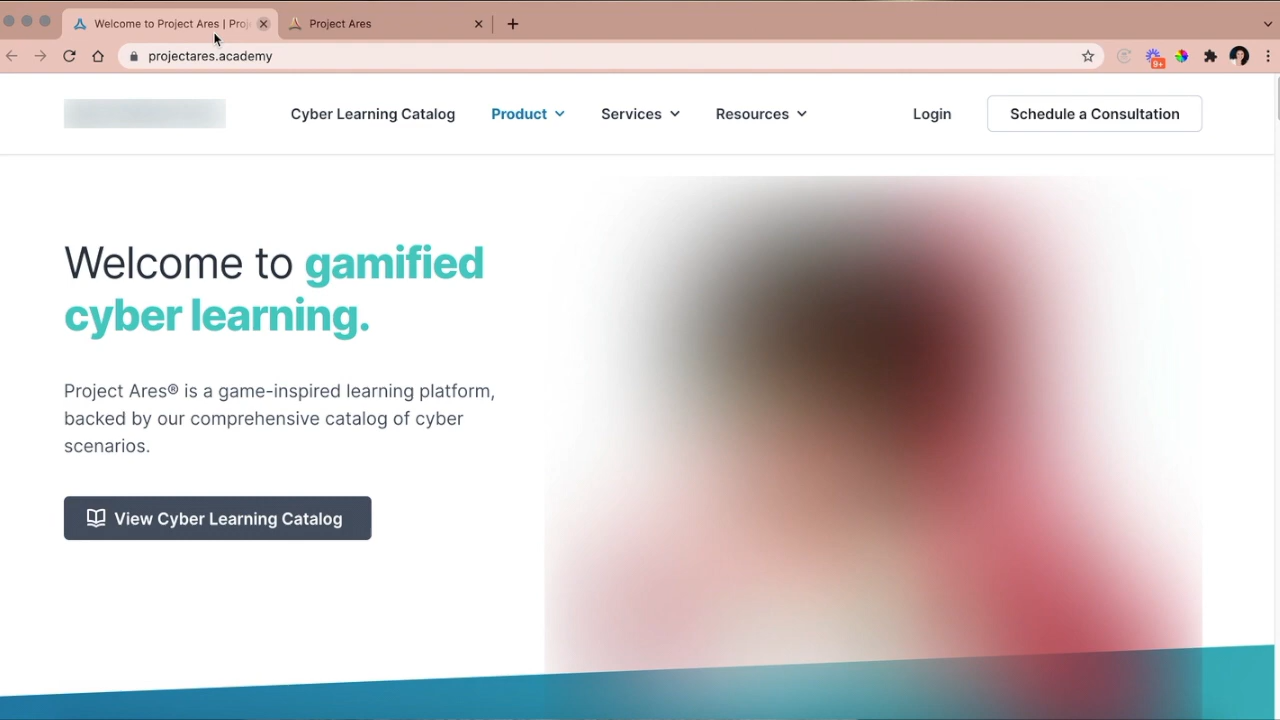 Welcome to Project Ares | Proj
Project Ares
projectares.academy
9+
Cyber Learning Catalog
Product
Services
Resources
Login
Schedule a Consultation
Welcome to gamified
cyber learning.
Project Ares® is a game-inspired learning platform,
backed by our comprehensive catalog of cyber
scenarios.
View Cyber Learning Catalog